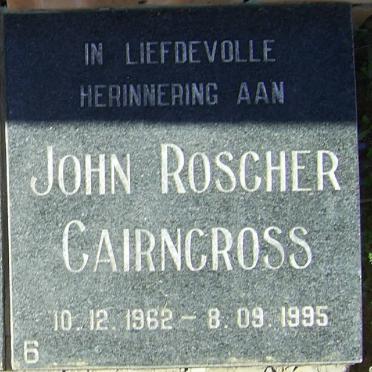 IN LIEFDEVOLLE
HERINNERING AAN
JOHN ROSCHER
CAIRNCROSS
10.12.1962 – 8.09.1995
6